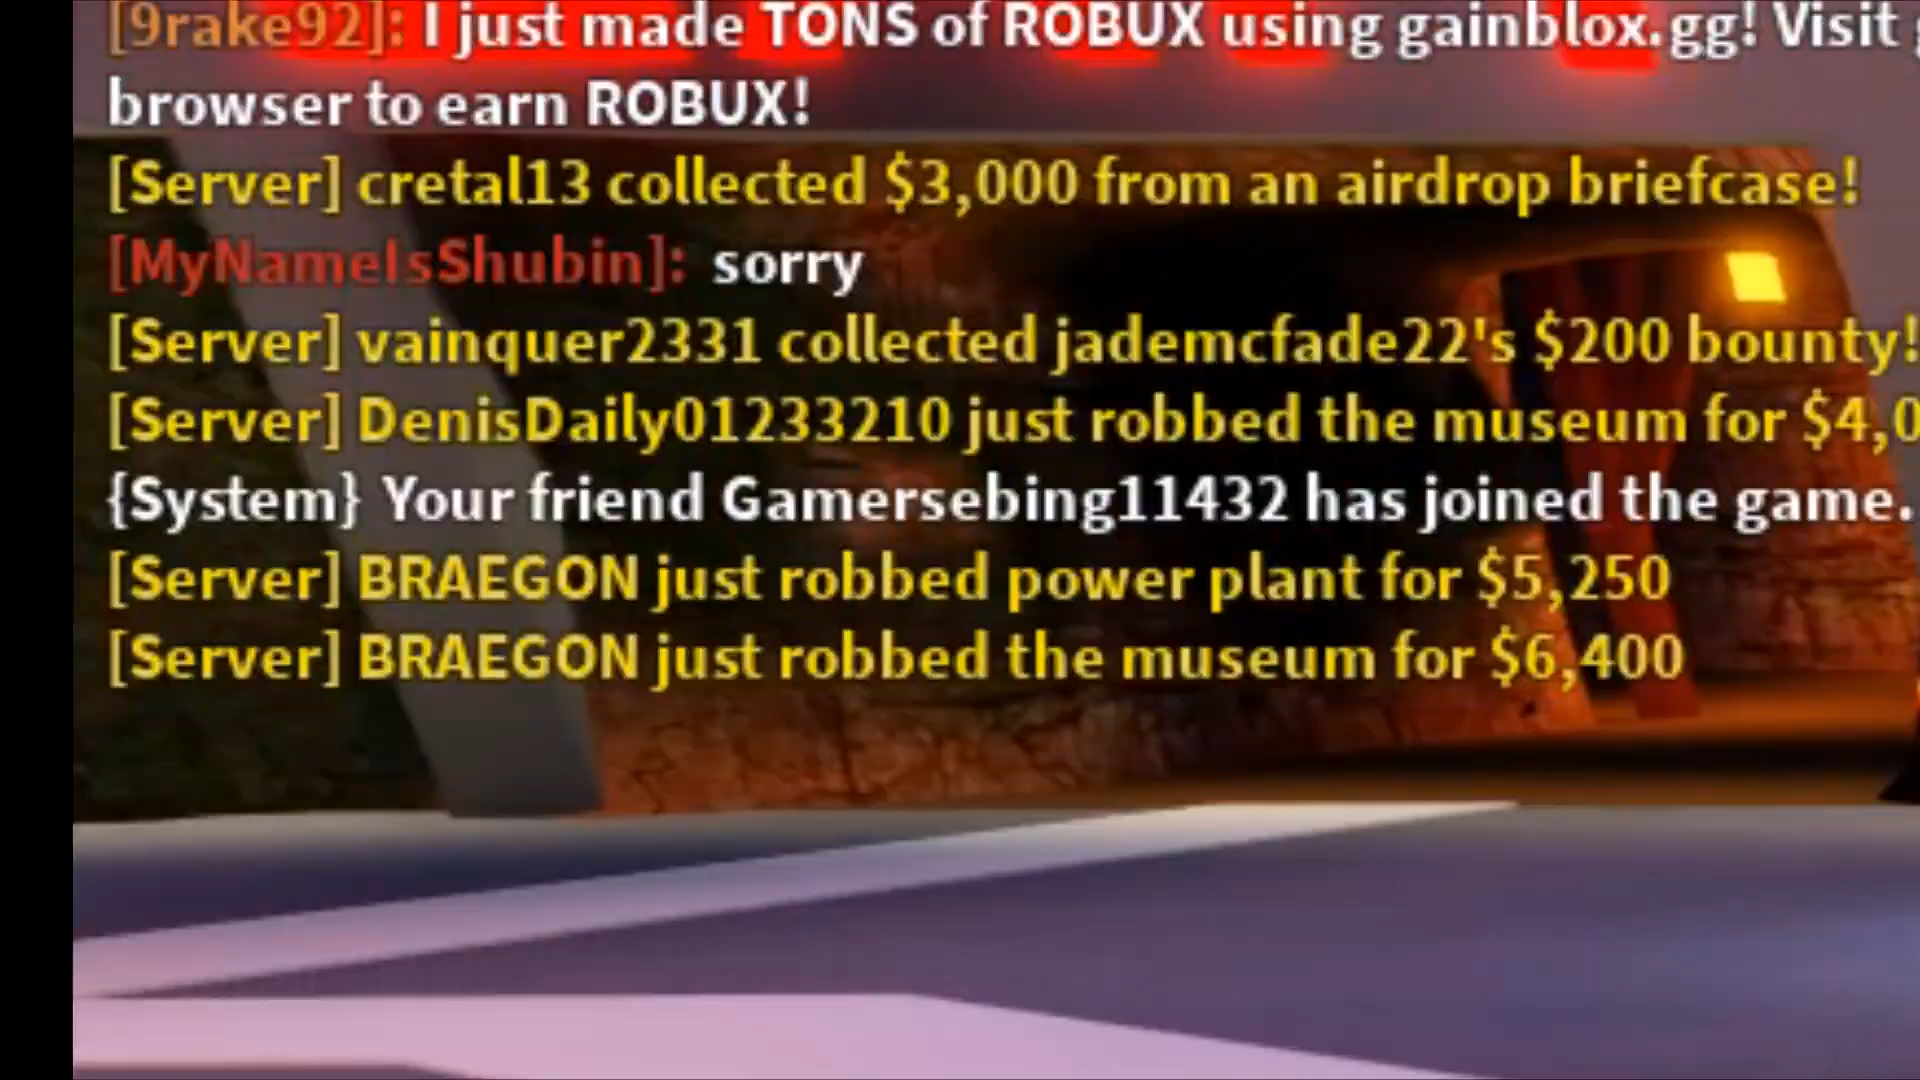 [9rake92]: I just made TONS of ROBUX using gainblox.gg! Visit
browser to earn ROBUX!
[Server] cretal13 collected $3,000 from an airdrop briefcase!
[MyNameIsShubin]: sorry
[Server] vainquer2331 collected jademcfade22's $200 bounty!
[Server] DenisDaily01233210 just robbed the museum for $4,0
{System} Your friend Gamersebing11432 has joined the game.
[Server] BRAEGON just robbed power plant for $5,250
[Server] BRAEGON just robbed the museum for $6,400